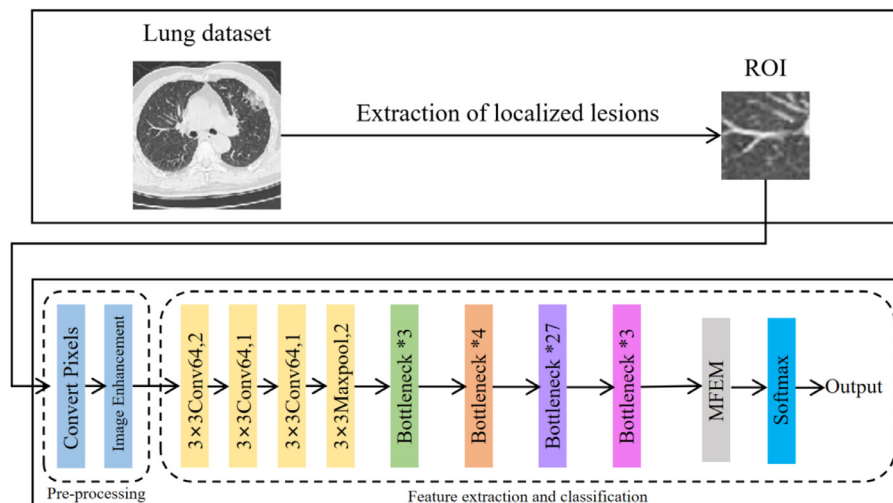 Lung dataset
ROI
Extraction of localized lesions
Convert Pixels
Image Enhancement
3×3Conv64,2
3×3Conv64,1
3×3Conv64,1
3×3Maxpool,2
Bottleneck *3
Bottleneck *4
Bottleneck *27
Bottleneck *3
MFEM
Softmax
Output
Pre-processing
Feature extraction and classification